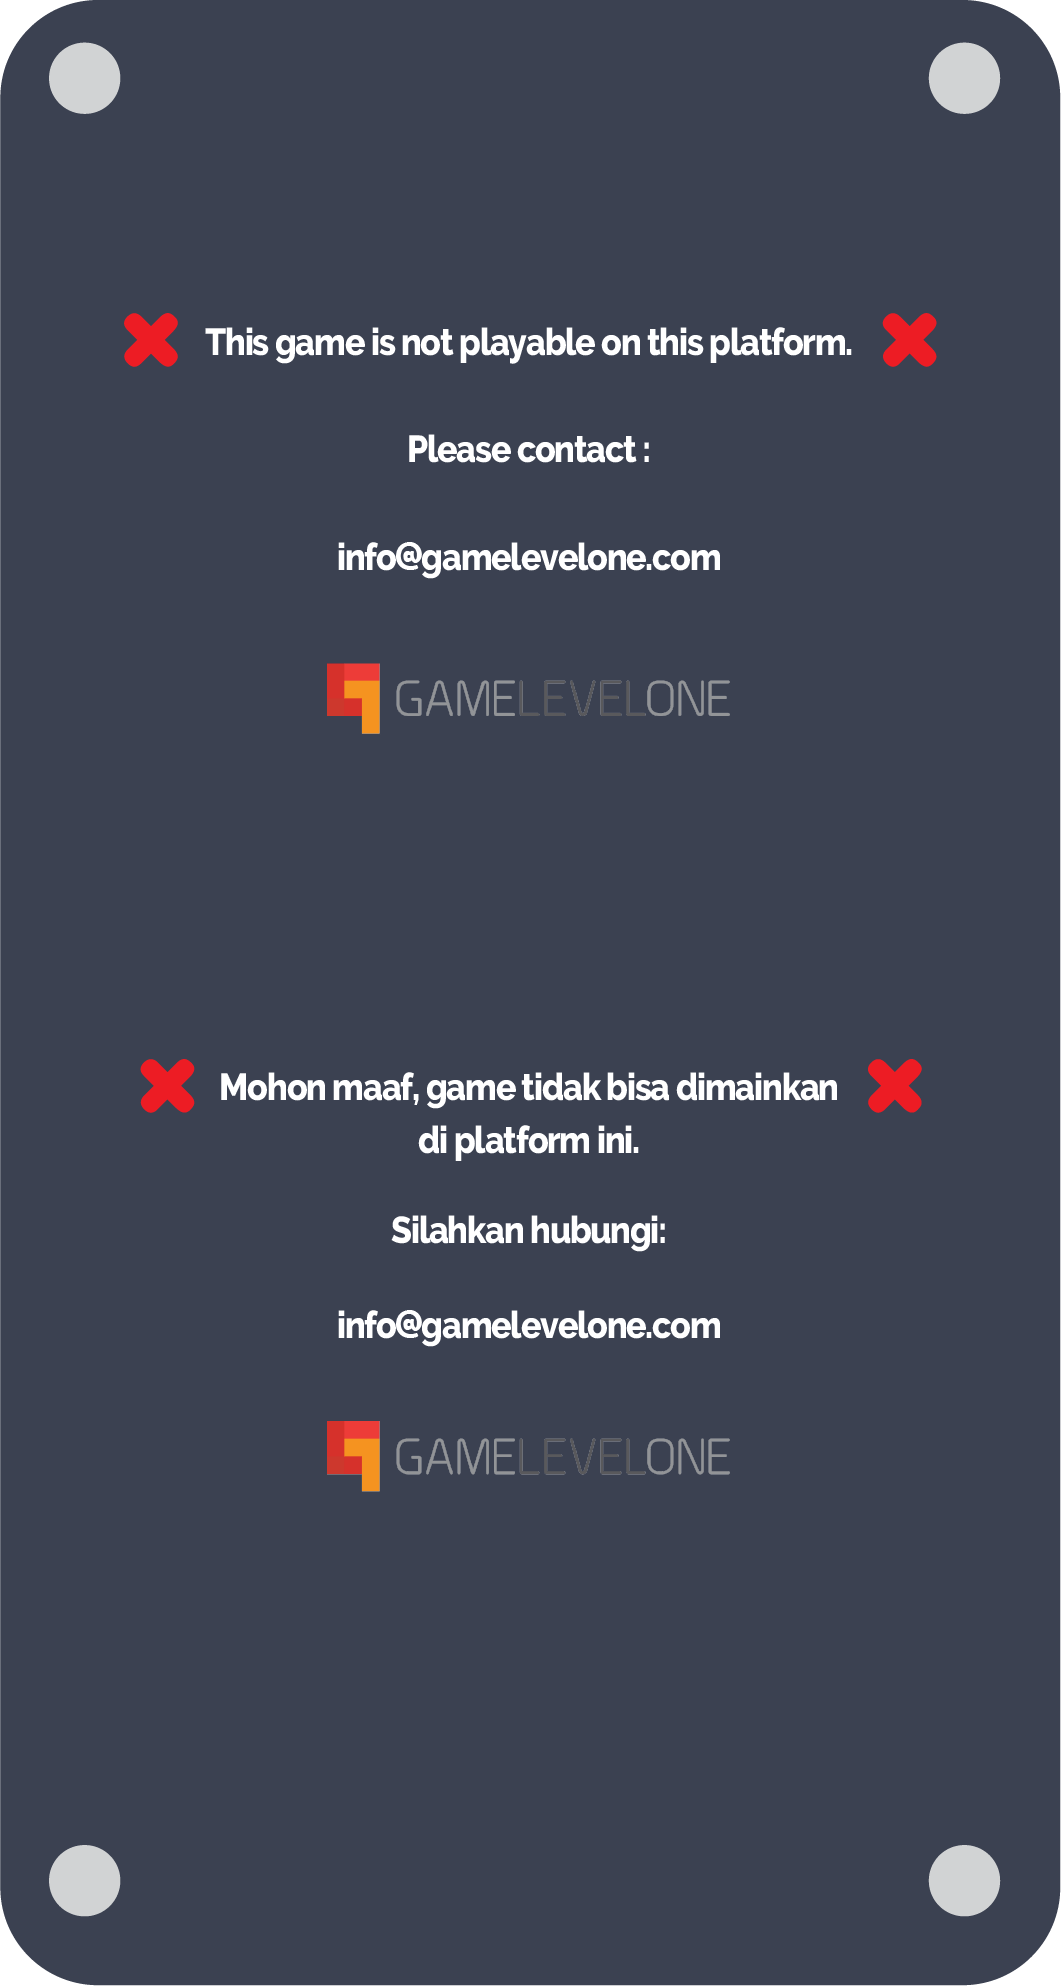 This game is not playable on this platform.
Please contact :
info@gamelevelone.com
GAMELEVELONE
Mohon maaf, game tidak bisa dimainkan
di platform ini.
Silahkan hubungi:
info@gamelevelone.com
GAMELEVELONE